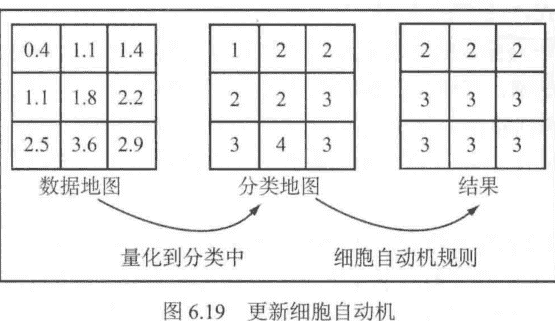 0.4 1.1 1.4 1 2 2 2 2 2
1.1 1.8 2.2 2 2 3 3 3 3
2.5 3.6 2.9 3 4 3 3 3 3
数据地图 分类地图 结果
量化到分类中 细胞自动机规则
图 6.19 更新细胞自动机